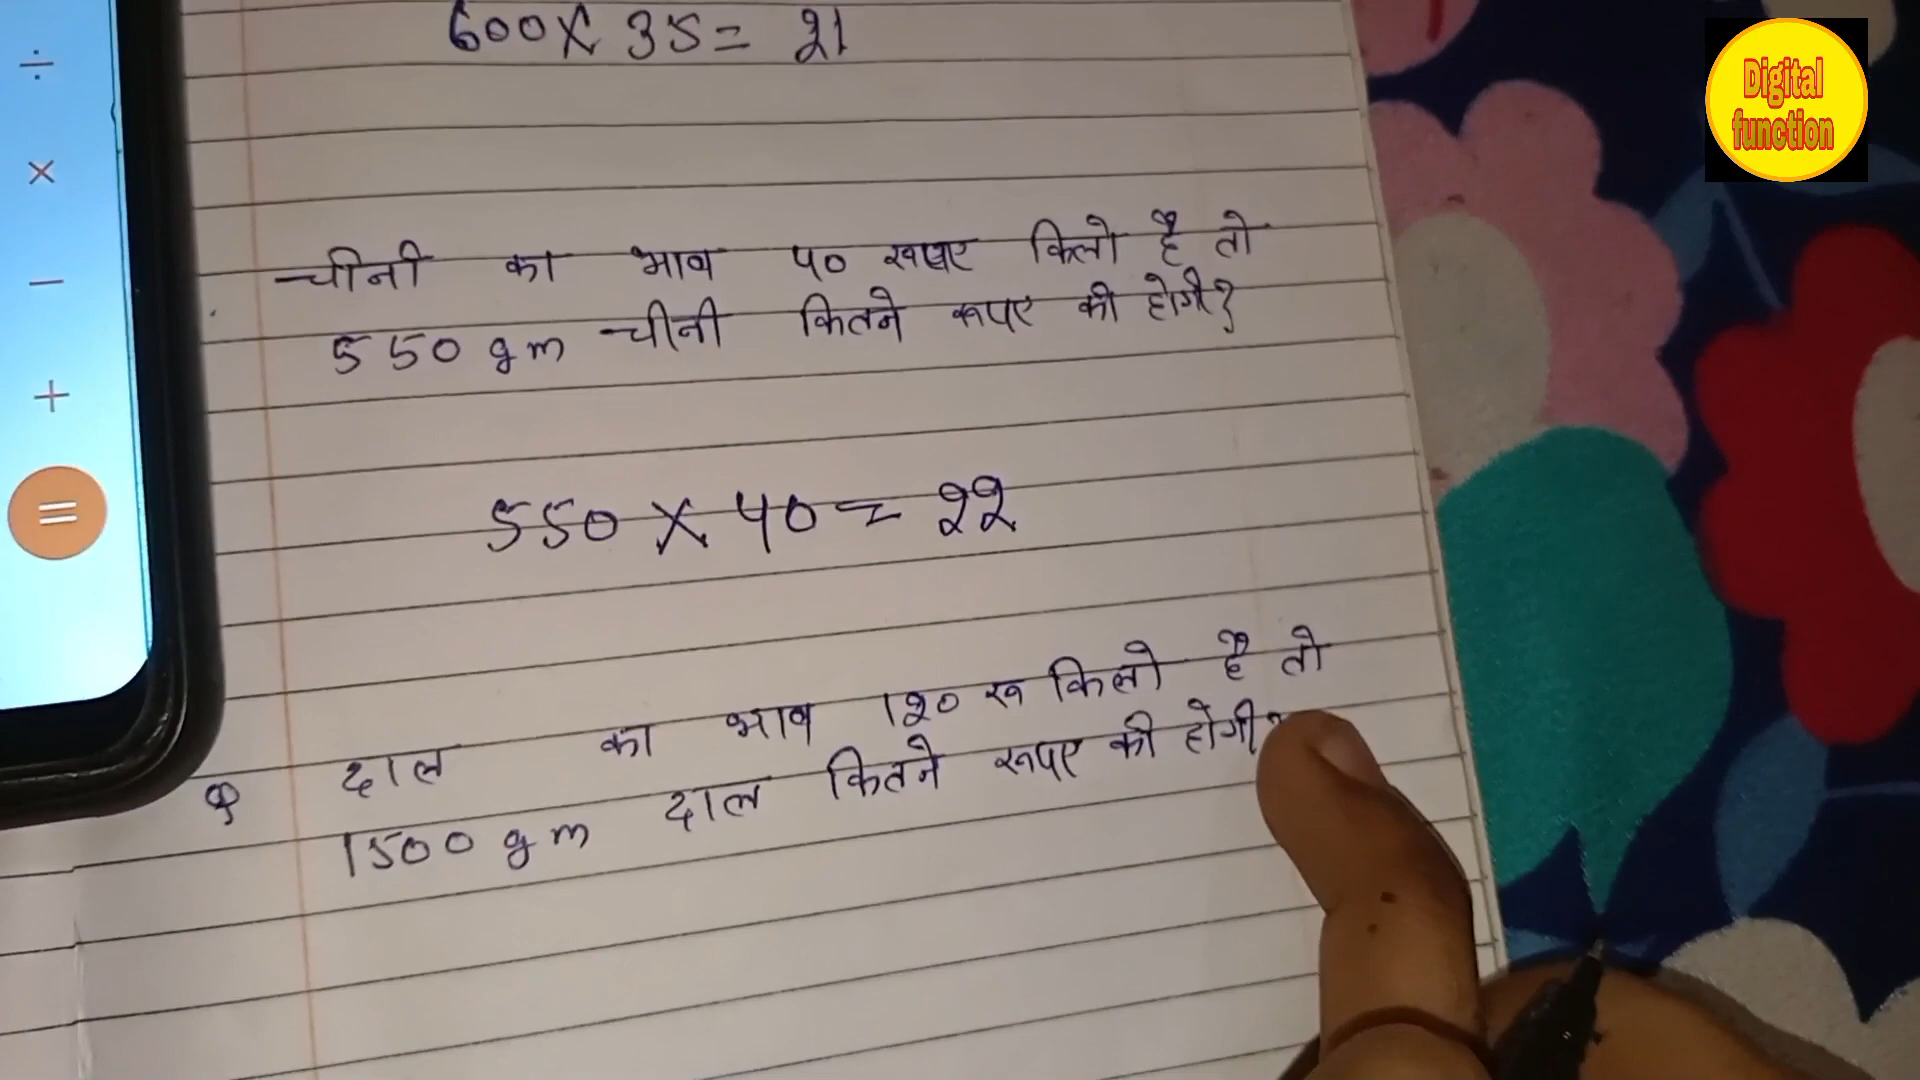 600 X 35 = 21
Digital
function
÷
×
−
+
=
चीनी का भाव 40 रुपए किलो है तो
550 gm चीनी कितने रुपए की होगी?
550 X 40 = 22
Q दाल का भाव 120 रु किलो है तो
1500 gm दाल कितने रुपए की होगी?